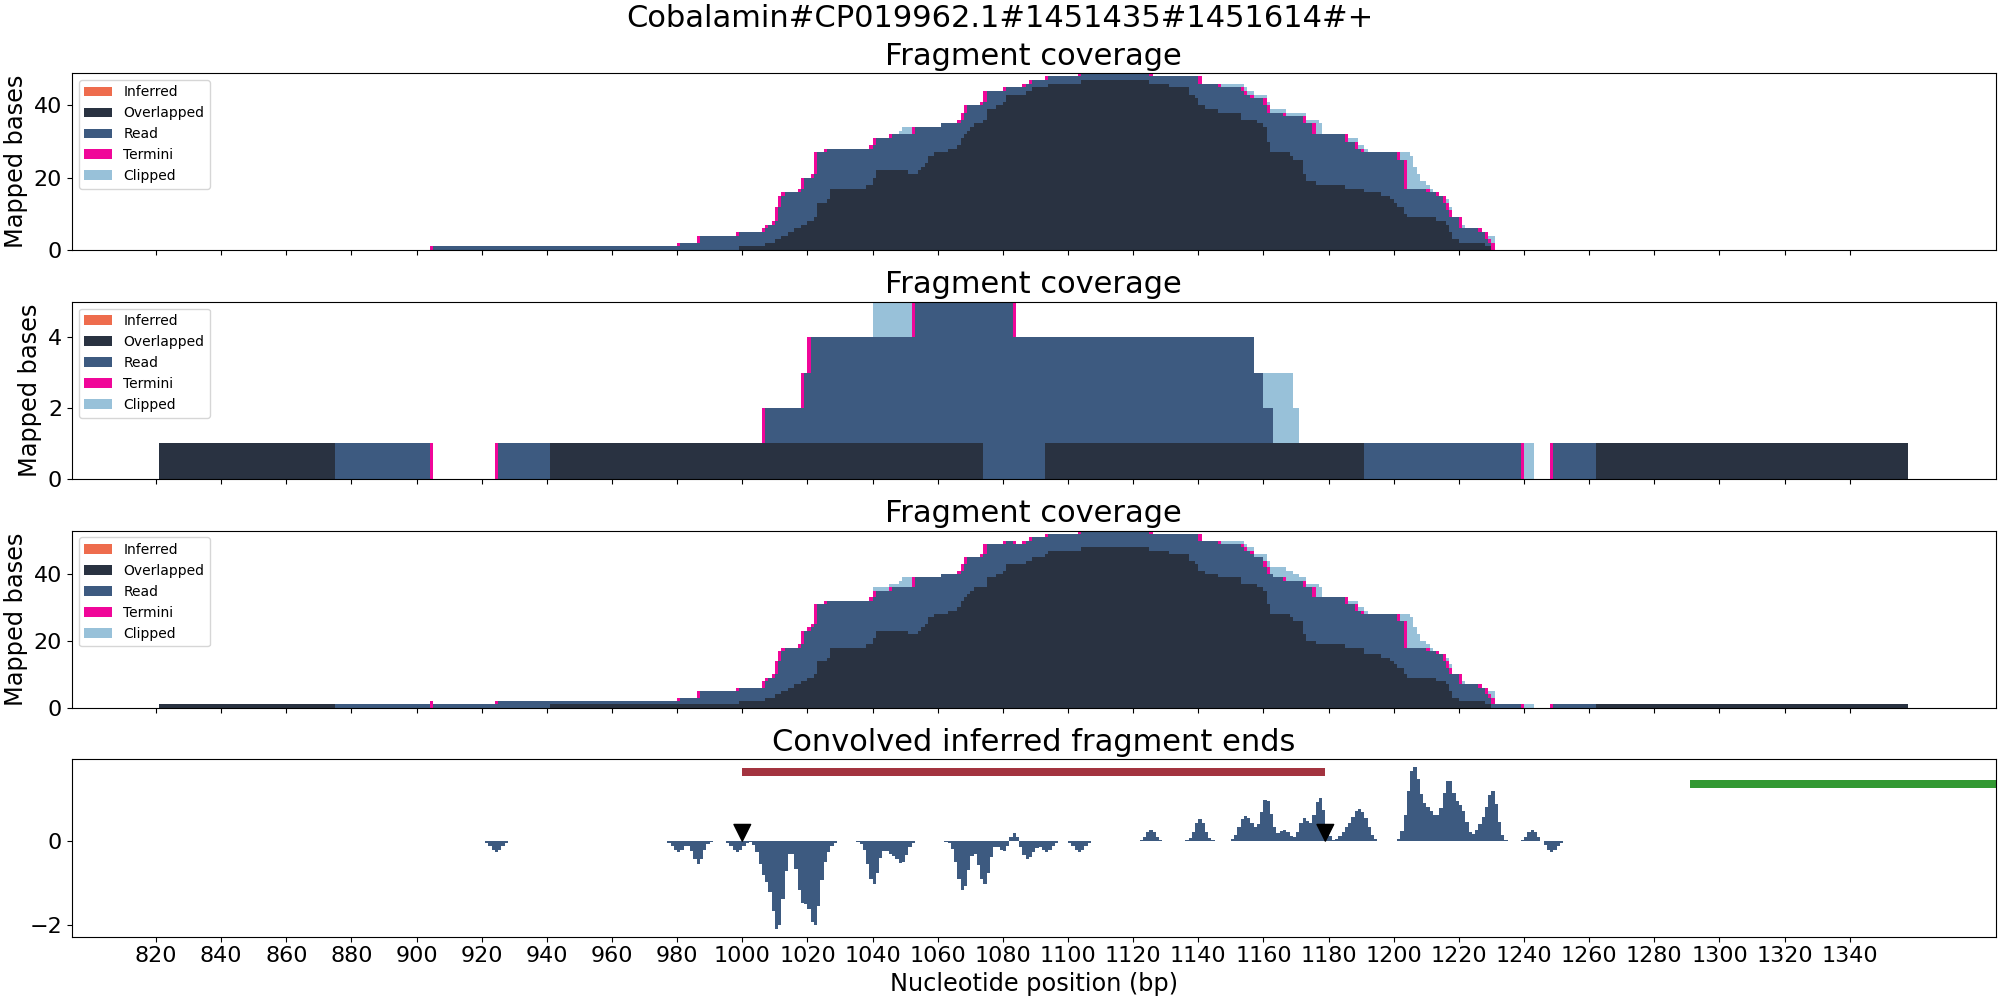 Cobalamin#CP019962.1#1451435#1451614#+
Fragment coverage
Mapped bases
40
20
0
Inferred
Overlapped
Read
Termini
Clipped
Fragment coverage
Mapped bases
4
2
0
Inferred
Overlapped
Read
Termini
Clipped
Fragment coverage
Mapped bases
40
20
0
Inferred
Overlapped
Read
Termini
Clipped
Convolved inferred fragment ends
0
−2
820 840 860 880 900 920 940 960 980 1000 1020 1040 1060 1080 1100 1120 1140 1160 1180 1200 1220 1240 1260 1280 1300 1320 1340
Nucleotide position (bp)